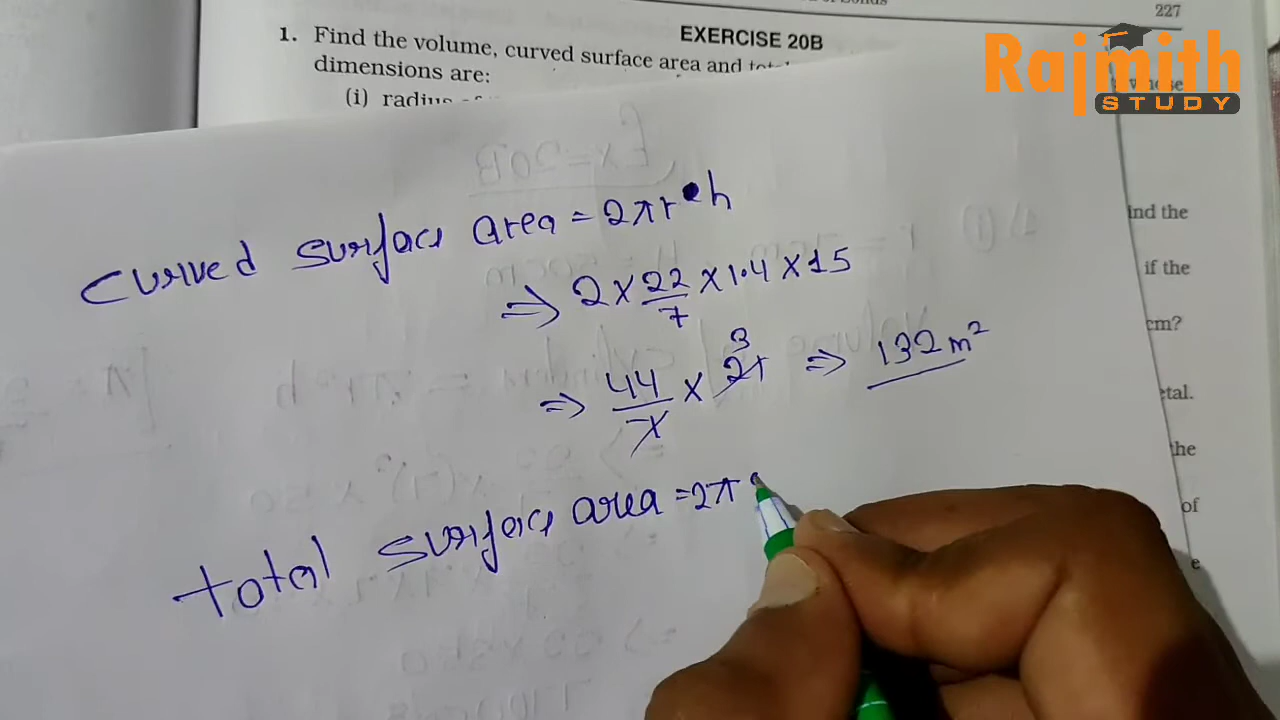 227
EXERCISE 20B
1. Find the volume, curved surface area and
dimensions are:
(i) radius of
Rajmith
STUDY
ind the
if the
cm?
etal.
the
of
e
Curved surface area = 2πrh
⇒ 2 × 22/7 × 1.4 × 15
⇒ 44/7 × 21 3 ⇒ 132 m²
total surface area = 2π